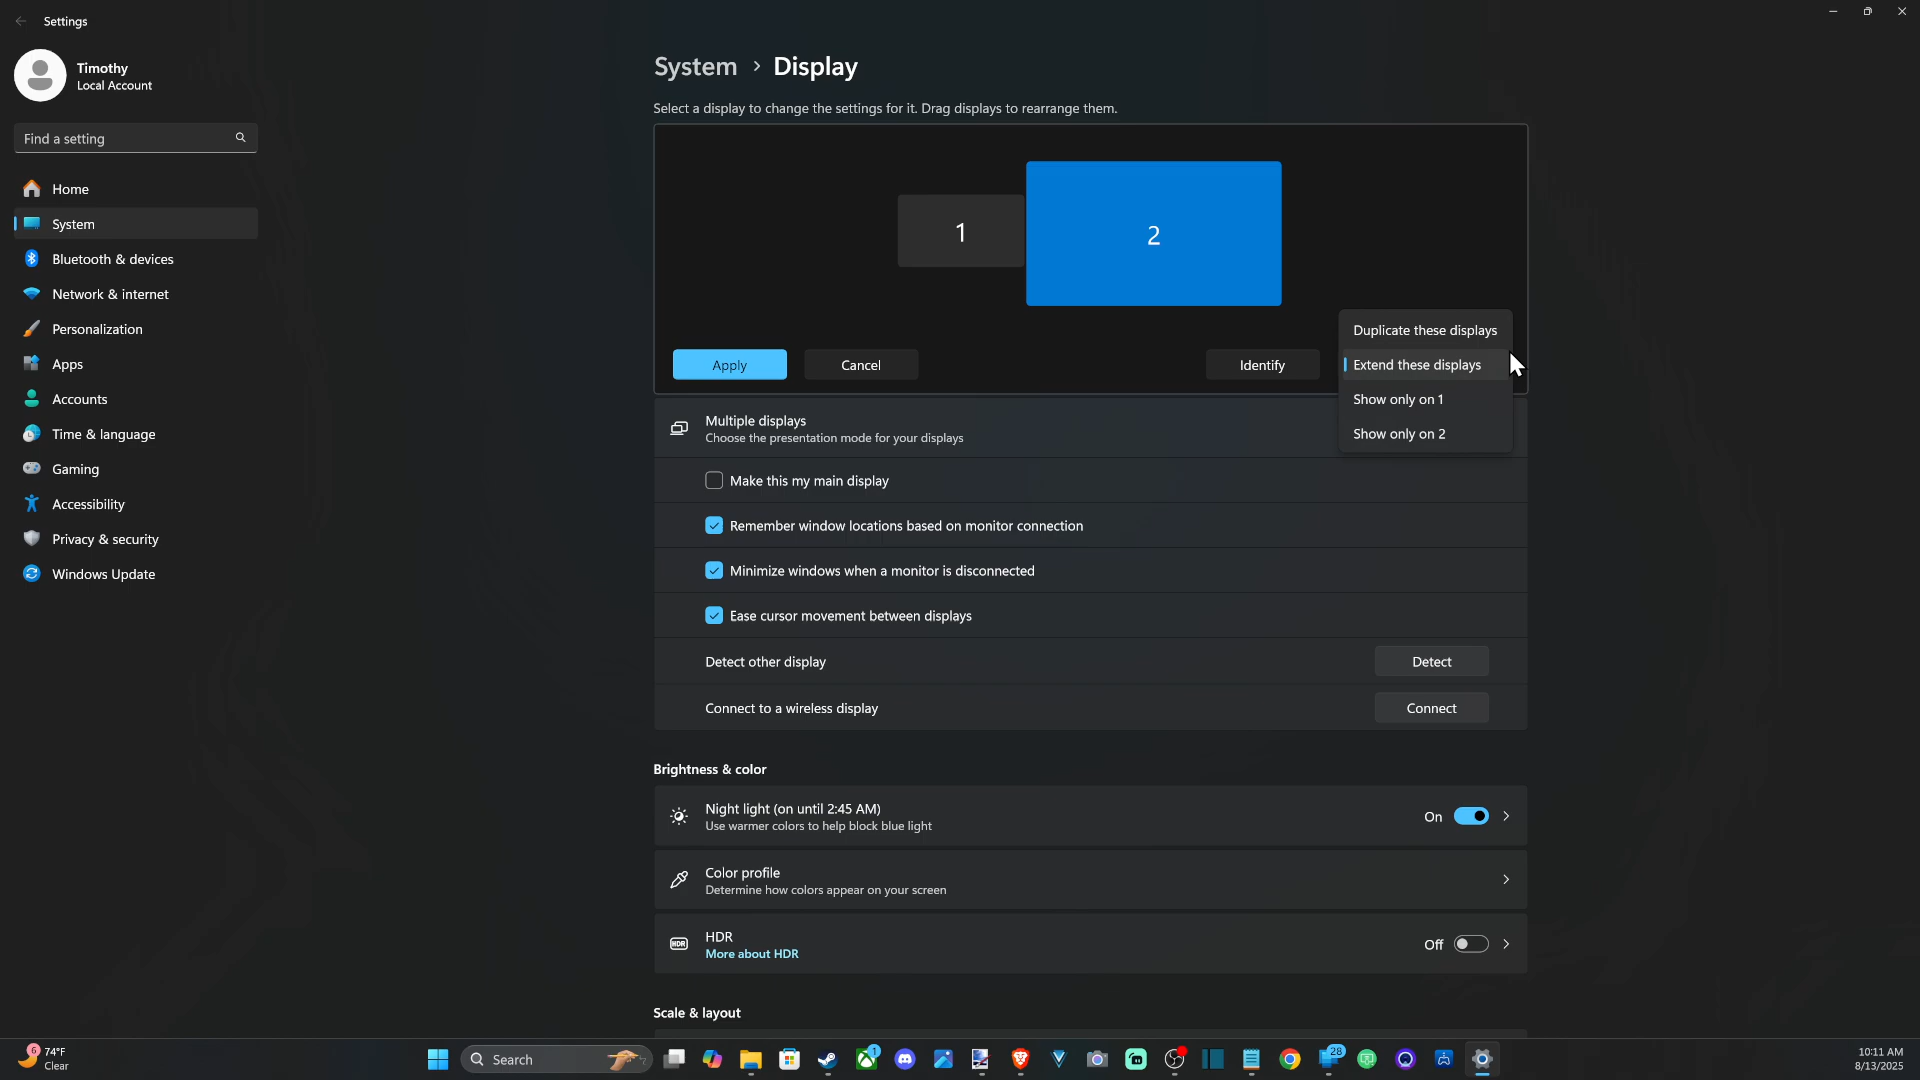 Settings
Timothy
Local Account
Find a setting
Home
System
Bluetooth & devices
Network & internet
Personalization
Apps
Accounts
Time & language
Gaming
Accessibility
Privacy & security
Windows Update
System > Display
Select a display to change the settings for it. Drag displays to rearrange them.
1
2
Apply
Cancel
Identify
Duplicate these displays
Extend these displays
Show only on 1
Show only on 2
Multiple displays
Choose the presentation mode for your displays
Make this my main display
Remember window locations based on monitor connection
Minimize windows when a monitor is disconnected
Ease cursor movement between displays
Detect other display
Detect
Connect to a wireless display
Connect
Brightness & color
Night light (on until 2:45 AM)
Use warmer colors to help block blue light
On
Color profile
Determine how colors appear on your screen
HDR
HDR
More about HDR
Off
Scale & layout
6
74°F
Clear
Search
1
28
10:11 AM
8/13/2025